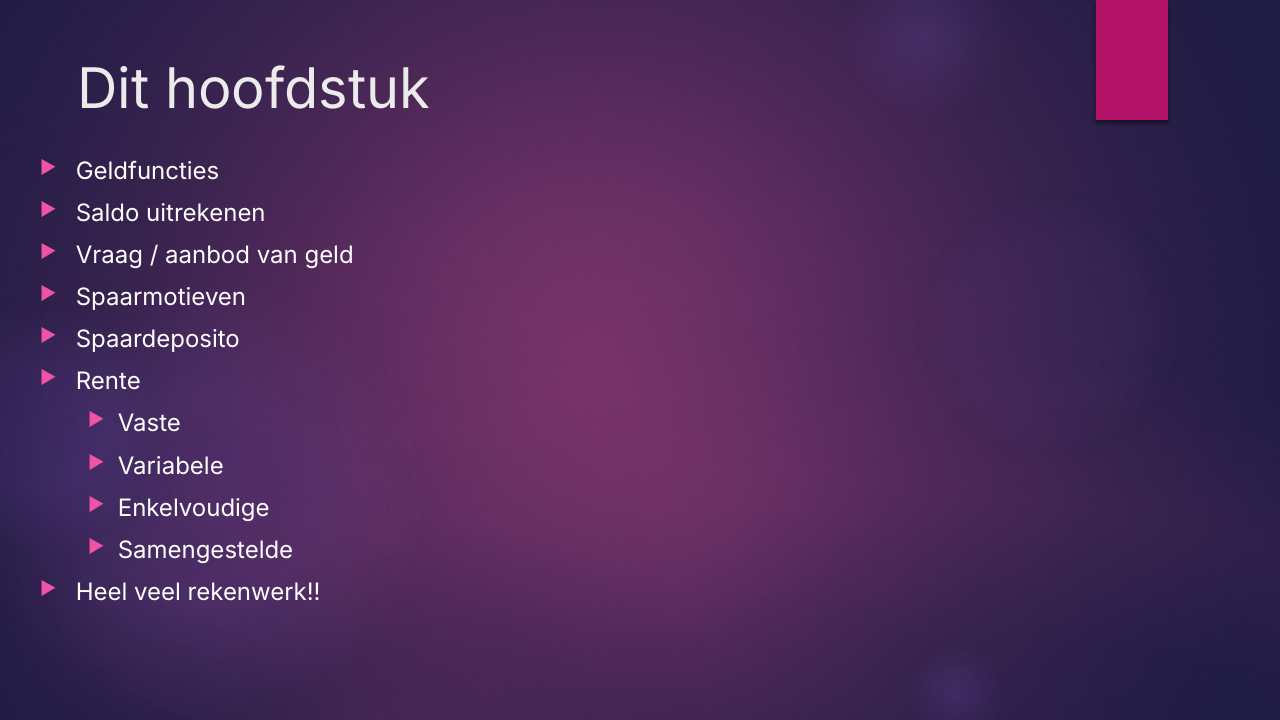 Dit hoofdstuk
Geldfuncties
Saldo uitrekenen
Vraag / aanbod van geld
Spaarmotieven
Spaardeposito
Rente
Vaste
Variabele
Enkelvoudige
Samengestelde
Heel veel rekenwerk!!